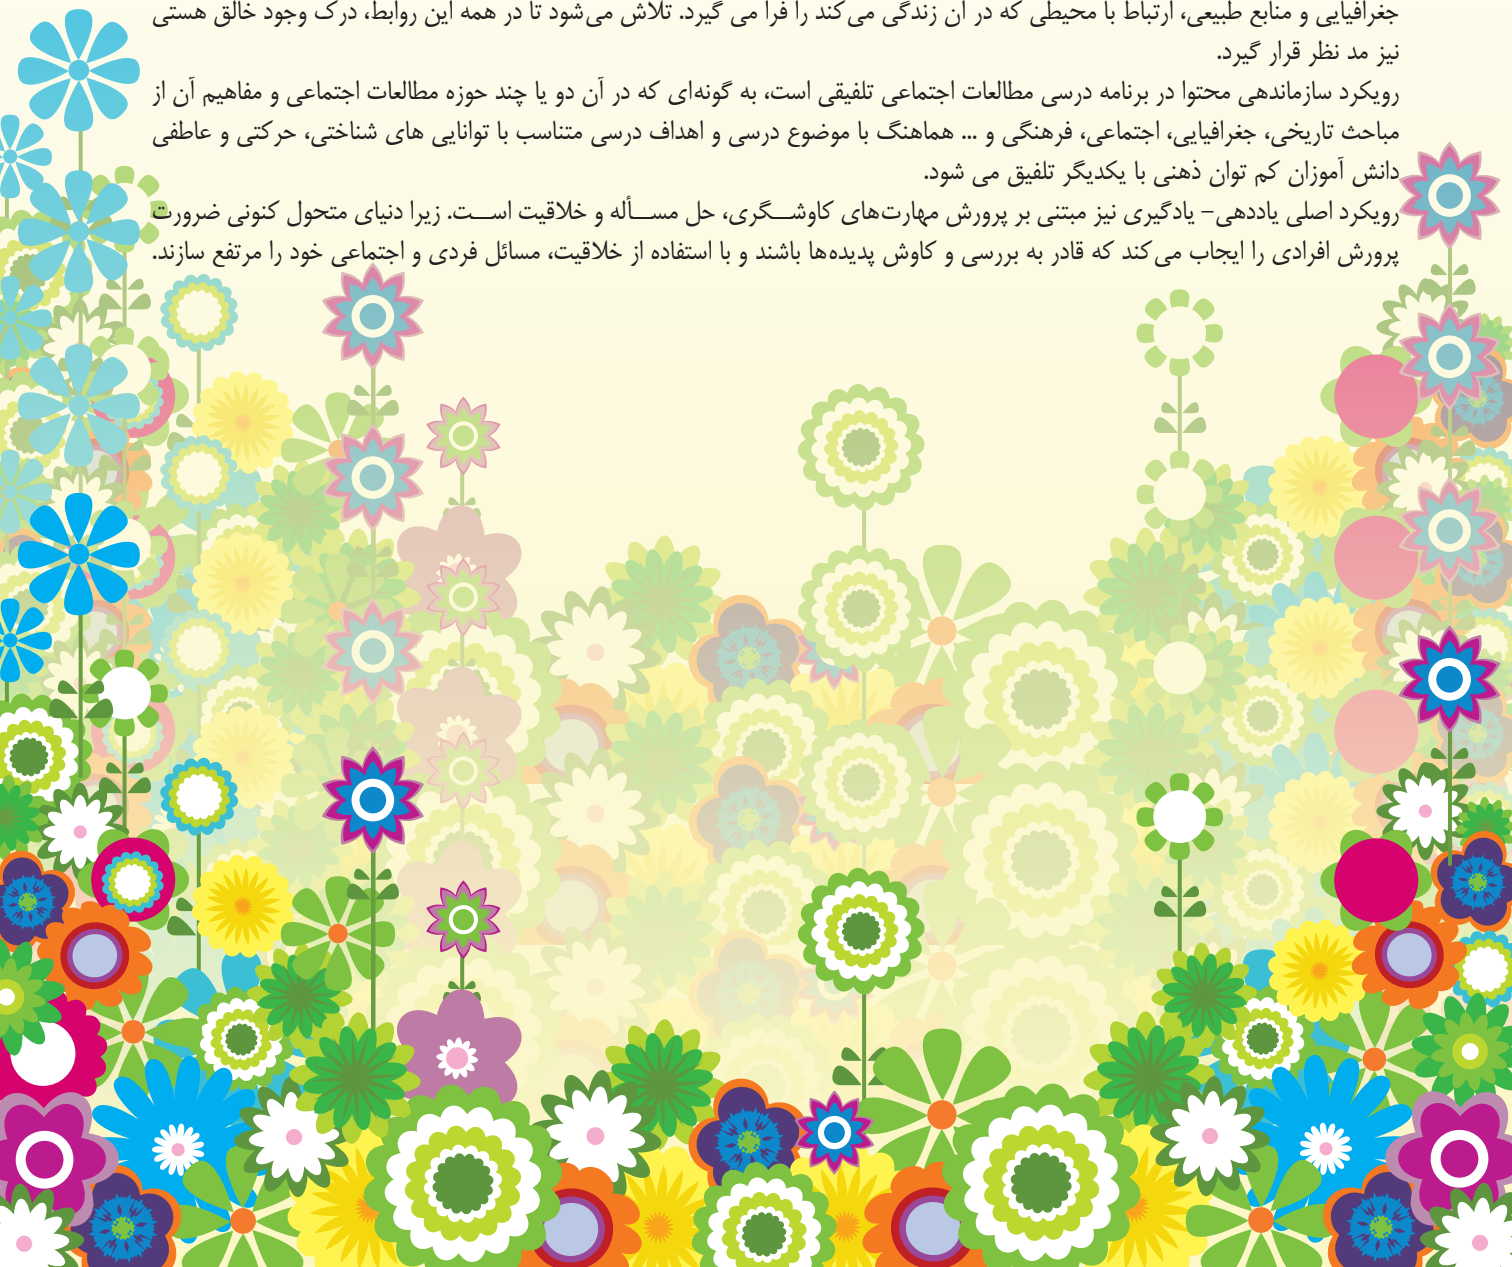 جغرافیایی و منابع طبیعی، ارتباط با محیطی که در آن زندگی می‌کند را فرا می گیرد. تلاش می‌شود تا در همه این روابط، درک وجود خالق هستی
نیز مد نظر قرار گیرد.
رویکرد سازماندهی محتوا در برنامه درسی مطالعات اجتماعی تلفیقی است، به گونه‌ای که در آن دو یا چند حوزه مطالعات اجتماعی و مفاهیم آن از
مباحث تاریخی، جغرافیایی، اجتماعی، فرهنگی و ... هماهنگ با موضوع درسی و اهداف درسی متناسب با توانایی های شناختی، حرکتی و عاطفی
دانش آموزان کم توان ذهنی با یکدیگر تلفیق می شود.
رویکرد اصلی یاددهی- یادگیری نیز مبتنی بر پرورش مهارت‌های کاوشـــگری، حل مســـأله و خلاقیت اســـت. زیرا دنیای متحول کنونی ضرورت
پرورش افرادی را ایجاب می‌کند که قادر به بررسی و کاوش پدیده‌ها باشند و با استفاده از خلاقیت، مسائل فردی و اجتماعی خود را مرتفع سازند.